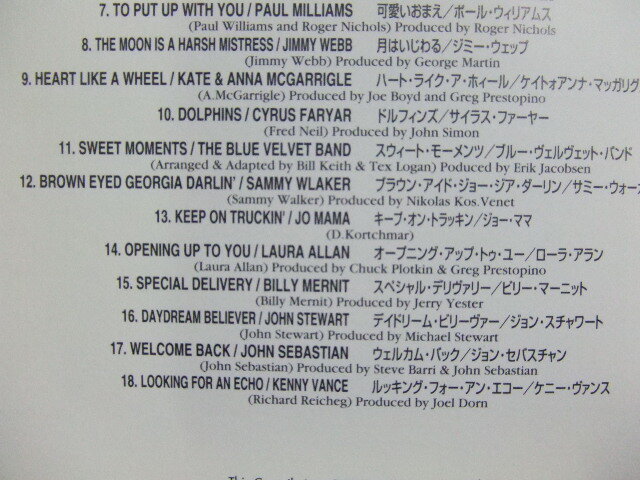 7. TO PUT UP WITH YOU / PAUL MILLIAMS 可愛いおまえ／ポール・ウィリアムス
(Paul Williams and Roger Nichols) Produced by Roger Nichols
8. THE MOON IS A HARSH MISTRESS / JIMMY WEBB 月はいじわる／ジミー・ウェッブ
(Jimmy Webb) Produced by George Martin
9. HEART LIKE A WHEEL / KATE & ANNA MCGARRIGLE ハート・ライク・ア・ホィール／ケイト＆アンナ・マッガリグ
(A.McGarrigle) Produced by Joe Boyd and Greg Prestopino
10. DOLPHINS / CYRUS FARYAR ドルフィンズ／サイラス・ファーヤー
(Fred Neil) Produced by John Simon
11. SWEET MOMENTS / THE BLUE VELVET BAND スウィート・モーメンツ／ブルー・ヴェルヴェット・バンド
(Arranged & Adapted by Bill Keith & Tex Logan) Produced by Erik Jacobsen
12. BROWN EYED GEORGIA DARLIN' / SAMMY WLAKER ブラウン・アイド・ジョー・ジア・ダーリン／サミー・ウォー
(Sammy Walker) Produced by Nikolas Kos.Venet
13. KEEP ON TRUCKIN' / JO MAMA キープ・オン・トラッキン／ジョー・ママ
(D.Kortchmar)
14. OPENING UP TO YOU / LAURA ALLAN オープニング・アップ・トゥ・ユー／ローラ・アラン
(Laura Allan) Produced by Chuck Plotkin & Greg Prestopino
15. SPECIAL DELIVERY / BILLY MERNIT スペシャル・デリヴァリー／ビリー・マーニット
(Billy Mernit) Produced by Jerry Yester
16. DAYDREAM BELIEVER / JOHN STEWART デイドリーム・ビリーヴァー／ジョン・スチャワート
(John Stewart) Produced by Michael Stewart
17. WELCOME BACK / JOHN SEBASTIAN ウェルカム・バック／ジョン・セバスチャン
(John Sebastian) Produced by Steve Barri & John Sebastian
18. LOOKING FOR AN ECHO / KENNY VANCE ルッキング・フォー・アン・エコー／ケニー・ヴァンス
(Richard Reicheg) Produced by Joel Dorn